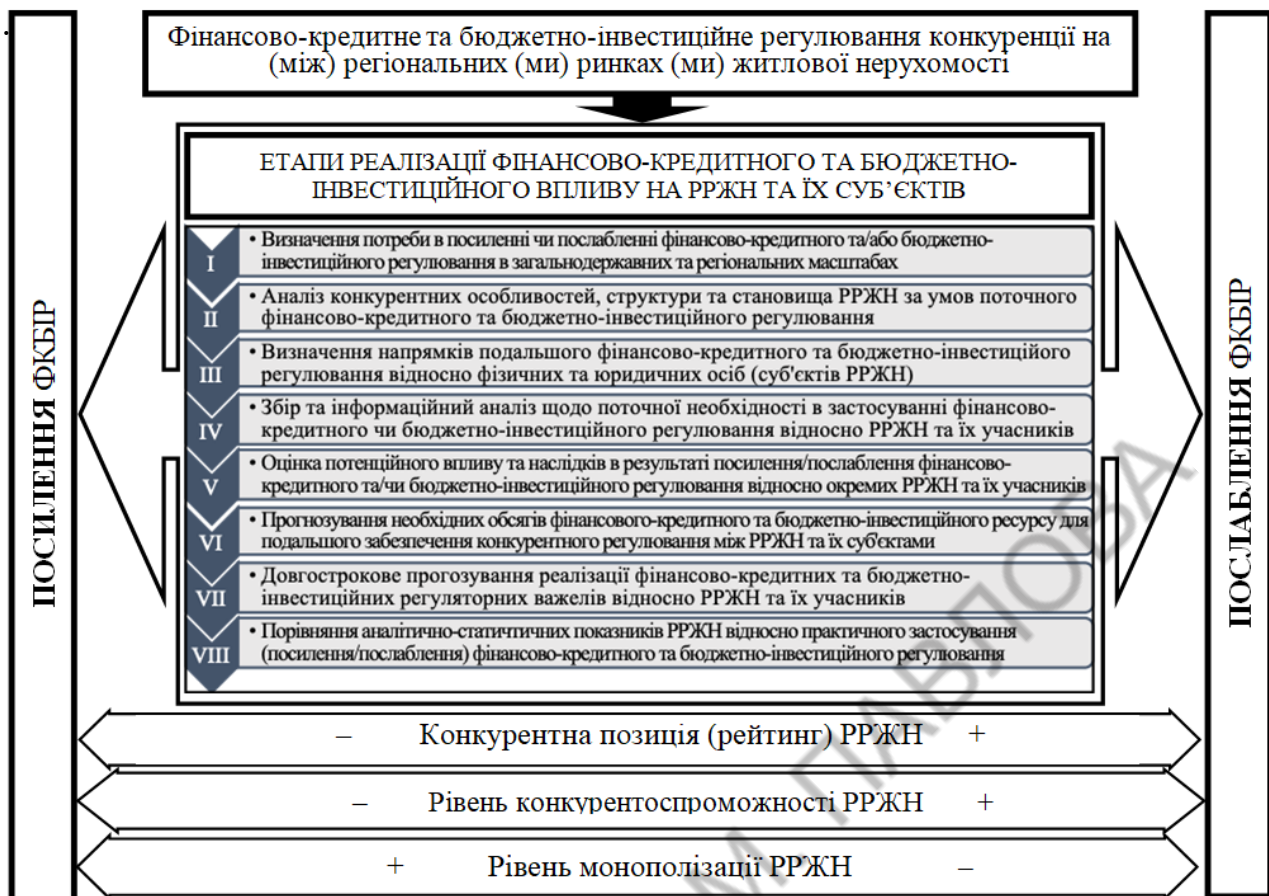 Фінансово-кредитне та бюджетно-інвестиційне регулювання конкуренції на
(між) регіональних (ми) ринках (ми) житлової нерухомості
ЕТАПИ РЕАЛІЗАЦІЇ ФІНАНСОВО-КРЕДИТНОГО ТА БЮДЖЕТНО-
ІНВЕСТИЦІЙНОГО ВПЛИВУ НА РРЖН ТА ЇХ СУБ’ЄКТІВ
ПОСИЛЕННЯ ФКБІР
I
• Визначення потреби в посиленні чи послабленні фінансово-кредитного та/або бюджетно-
інвестиційного регулювання в загальнодержавних та регіональних масштабах
II
• Аналіз конкурентних особливостей, структури та становища РРЖН за умов поточного
фінансово-кредитного та бюджетно-інвестиційного регулювання
III
• Визначення напрямків подальшого фінансово-кредитного та бюджетно-інвестиційого
регулювання відносно фізичних та юридичних осіб (суб'єктів РРЖН)
IV
• Збір та інформаційний аналіз щодо поточної необхідності в застосуванні фінансово-
кредитного чи бюджетно-інвестиційного регулювання відносно РРЖН та їх учасників
V
• Оцінка потенційного впливу та наслідків в результаті посилення/послаблення фінансово-
кредитного та/чи бюджетно-інвестиційного регулювання відносно окремих РРЖН та їх учасників
VI
• Прогнозування необхідних обсягів фінансового-кредитного та бюджетно-інвестиційного ресурсу для
подальшого забезпечення конкурентного регулювання між РРЖН та їх суб'єктами
VII
• Довгострокове прогозування реалізації фінансово-кредитних та бюджетно-
інвестиційних регуляторних важелів відносно РРЖН та їх учасників
VIII
• Порівняння аналітично-статичтичних показників РРЖН відносно практичного застосування
(посилення/послаблення) фінансово-кредитного та бюджетно-інвестиційного регулювання
ПОСЛАБЛЕННЯ ФКБІР
– Конкурентна позиція (рейтинг) РРЖН +
– Рівень конкурентоспроможності РРЖН +
+ Рівень монополізації РРЖН –
М. ПАВЛОВА